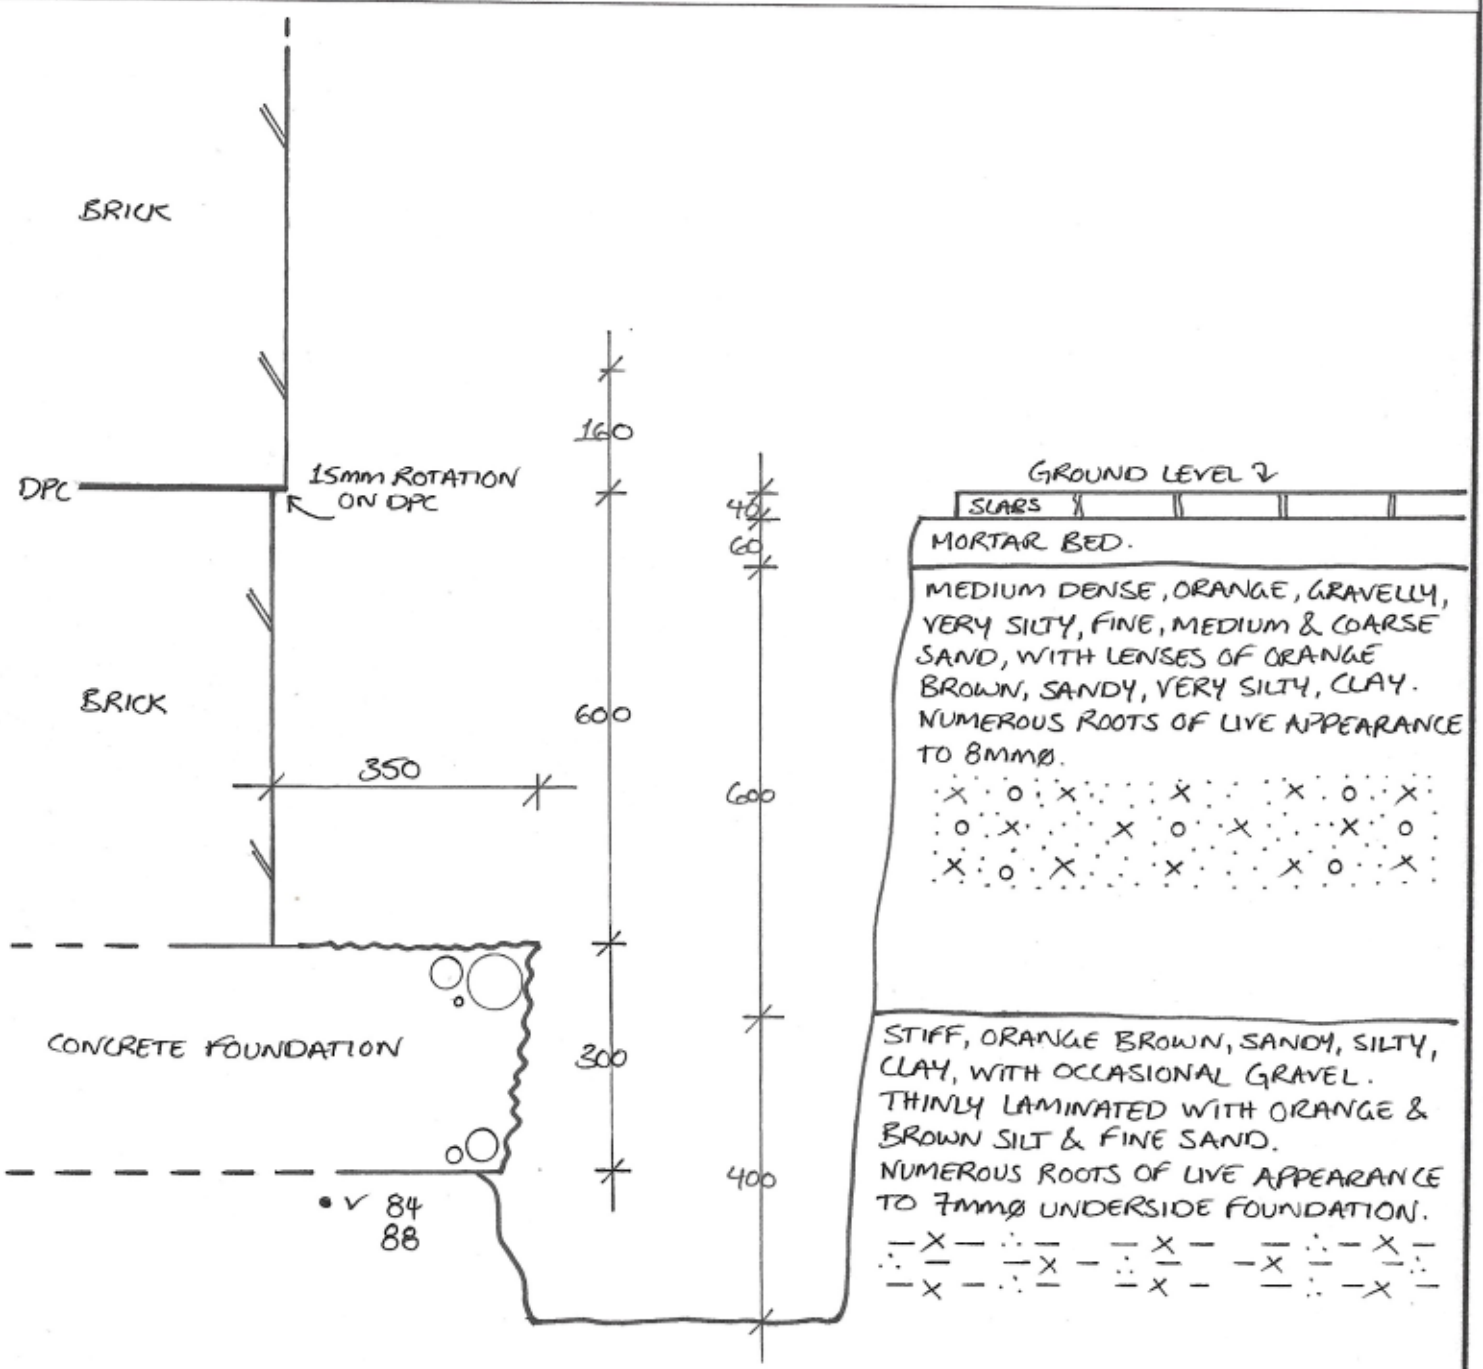 BRICK
160
DPC
15mm ROTATION
ON DPC
GROUND LEVEL
40
SLABS
60
MORTAR BED.
MEDIUM DENSE, ORANGE, GRAVELLY,
VERY SILTY, FINE, MEDIUM & COARSE
SAND, WITH LENSES OF ORANGE
BROWN, SANDY, VERY SILTY, CLAY.
NUMEROUS ROOTS OF LIVE APPEARANCE
TO 8mmø.
BRICK
600
350
600
CONCRETE FOUNDATION
300
STIFF, ORANGE BROWN, SANDY, SILTY,
CLAY, WITH OCCASIONAL GRAVEL.
THINLY LAMINATED WITH ORANGE &
BROWN SILT & FINE SAND.
NUMEROUS ROOTS OF LIVE APPEARANCE
TO 7mmø UNDERSIDE FOUNDATION.
400
• V 84
88